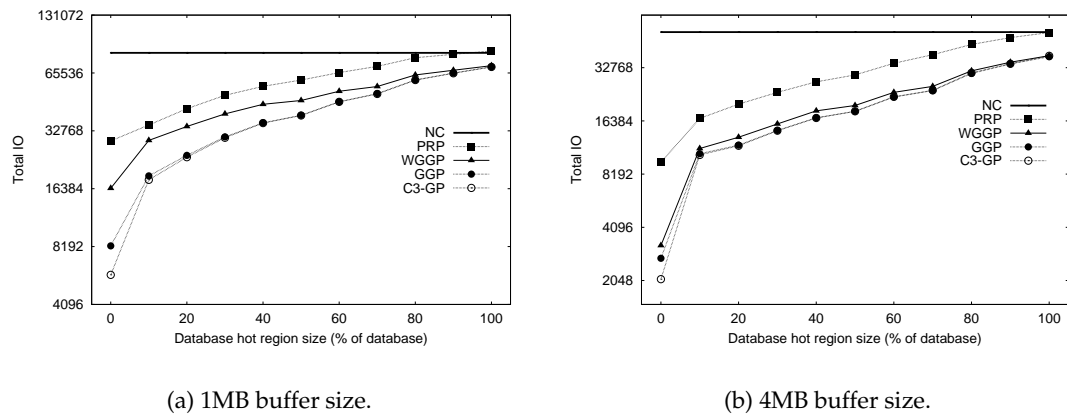 131072
65536
32768
16384
8192
4096
Total IO
0 20 40 60 80 100
Database hot region size (% of database)
NC
PRP
WGGP
GGP
C3-GP
(a) 1MB buffer size.
32768
16384
8192
4096
2048
Total IO
0 20 40 60 80 100
Database hot region size (% of database)
NC
PRP
WGGP
GGP
C3-GP
(b) 4MB buffer size.